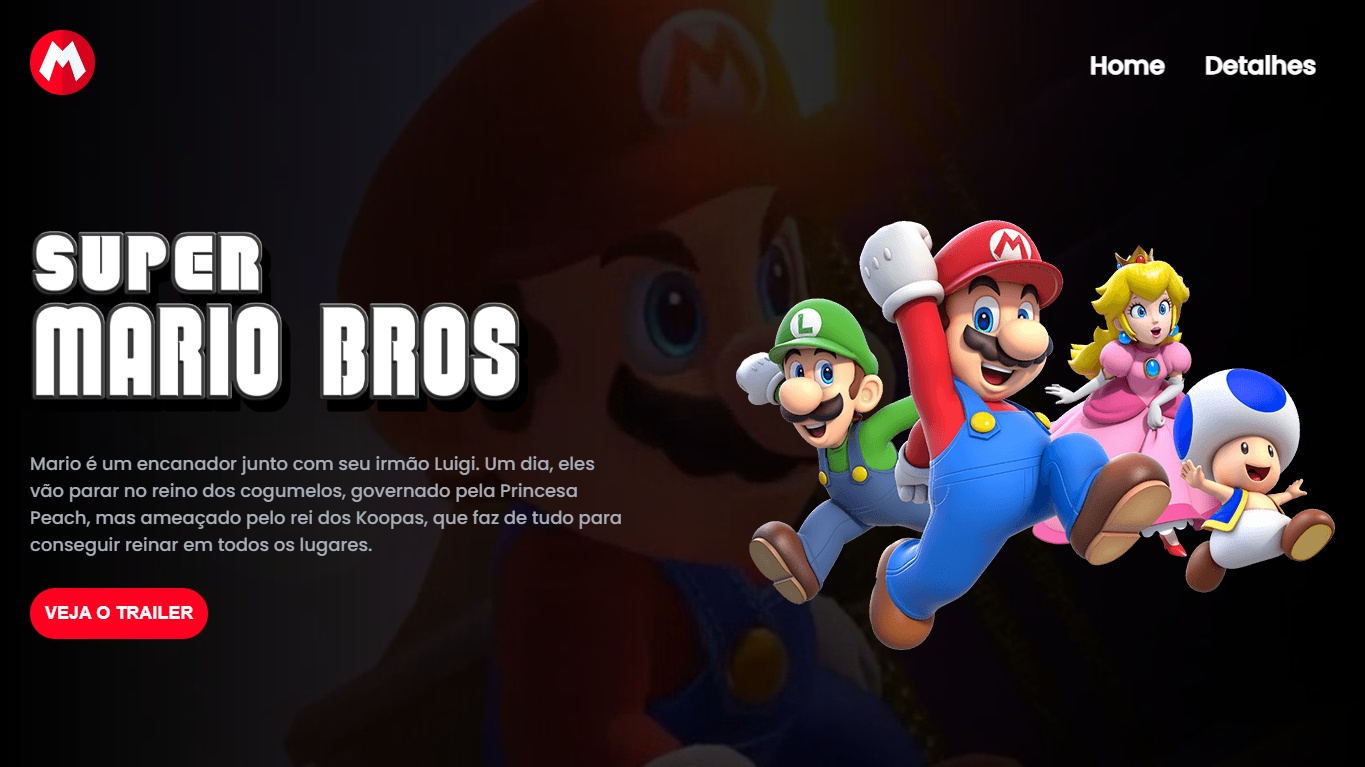 M
Home Detalhes
SUPER
MARIO BROS
Mario é um encanador junto com seu irmão Luigi. Um dia, eles
vão parar no reino dos cogumelos, governado pela Princesa
Peach, mas ameaçado pelo rei dos Koopas, que faz de tudo para
conseguir reinar em todos os lugares.
VEJA O TRAILER
M
L
M